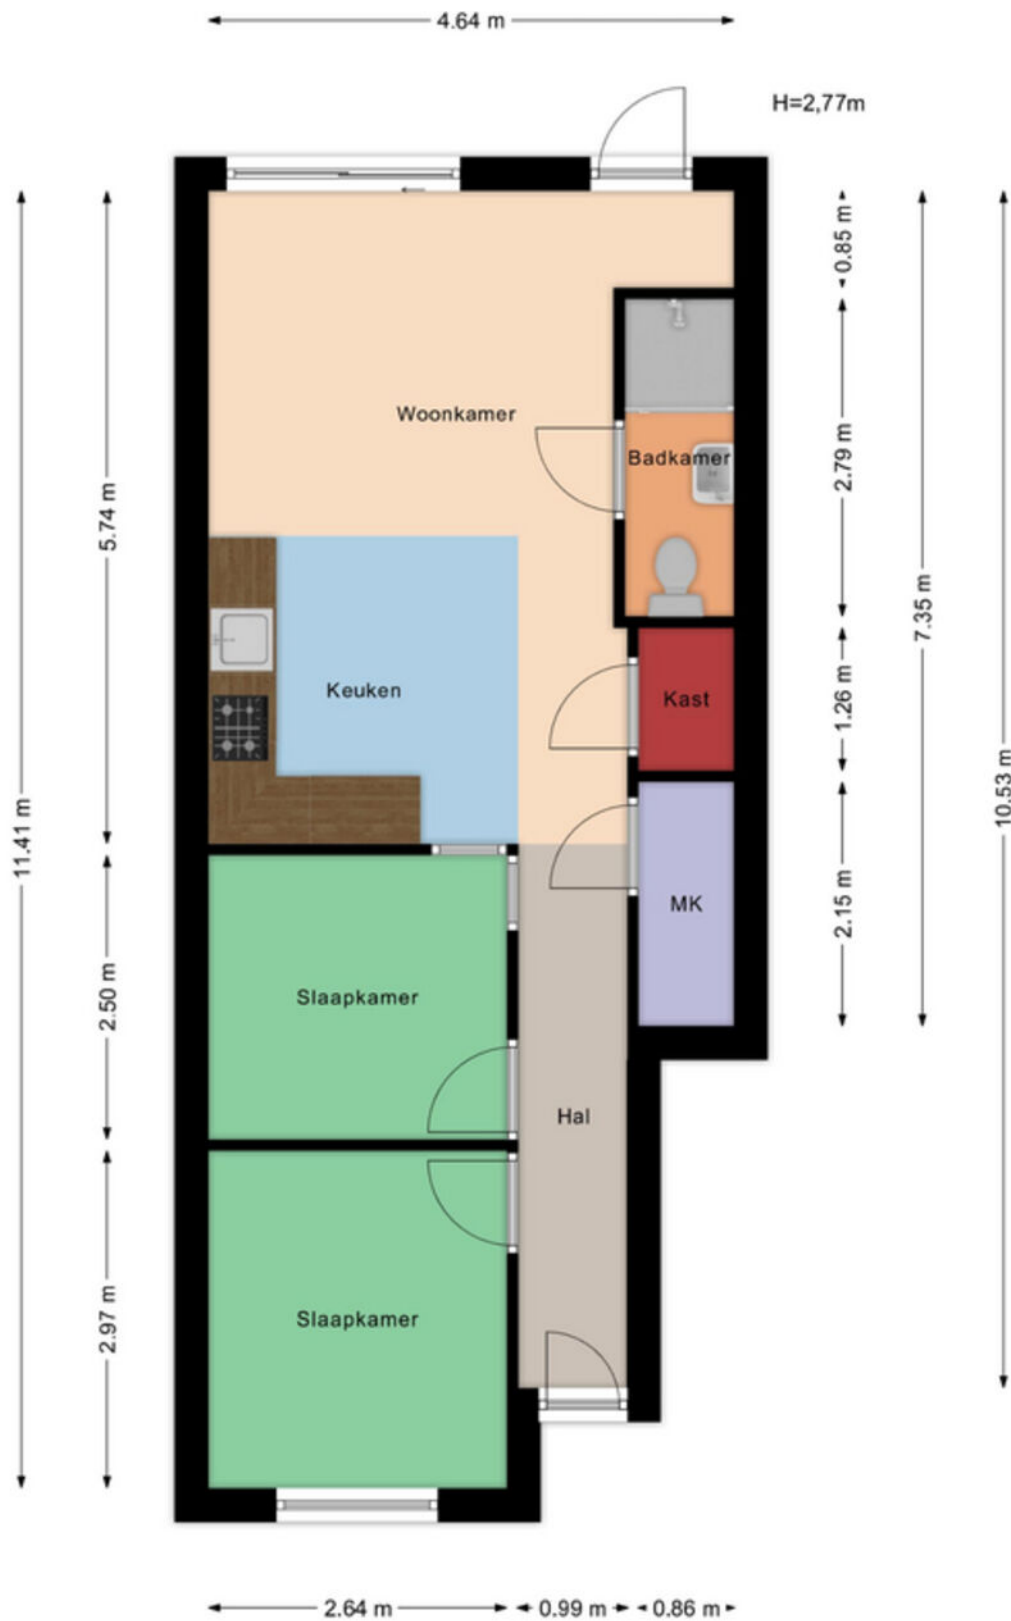 4.64 m
H=2,77m
0.85 m
Woonkamer
Badkamer
2.79 m
5.74 m
7.35 m
Keuken
Kast
1.26 m
10.53 m
11.41 m
MK
2.15 m
Slaapkamer
2.50 m
Hal
Slaapkamer
2.97 m
2.64 m
0.99 m
0.86 m